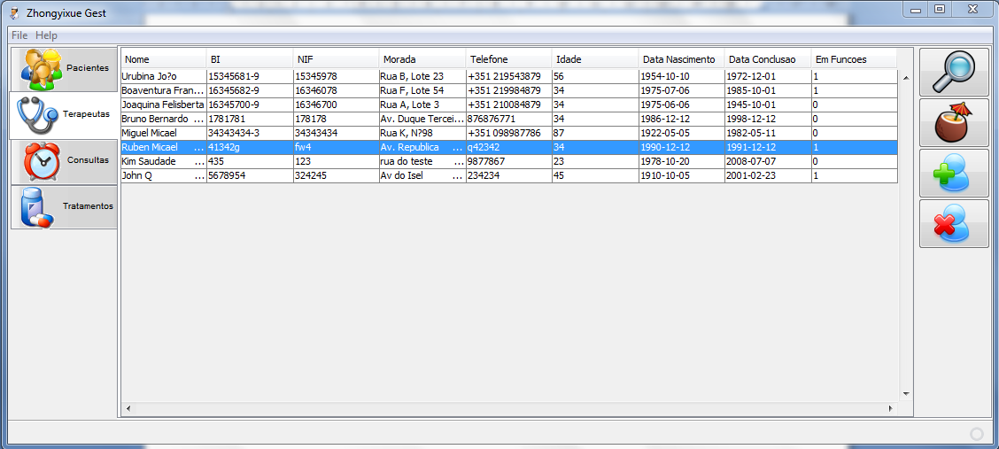 Zhongyixue Gest
File Help
Pacientes
Terapeutas
Consultas
Tratamentos
Nome BI NIF Morada Telefone Idade Data Nascimento Data Conclusao Em Funcoes
Urubina Jo?o 15345681-9 15345978 Rua B, Lote 23 +351 219543879 56 1954-10-10 1972-12-01 1
Boaventura Fran... 16345682-9 16346078 Rua F, Lote 54 +351 219984879 34 1975-07-06 1985-10-01 1
Joaquina Felisberta 16345700-9 16346700 Rua A, Lote 3 +351 210084879 34 1975-06-06 1945-10-01 0
Bruno Bernardo ... 1781781 178178 Av. Duque Tercei... 876876771 34 1986-12-12 1998-12-12 0
Miguel Micael 34343434-3 34343434 Rua K, N?98 +351 098987786 87 1922-05-05 1982-05-11 0
Ruben Micael ... 41342g fw4 Av. Republica ... q42342 34 1990-12-12 1991-12-12 1
Kim Saudade ... 435 123 rua do teste ... 9877867 23 1978-10-20 2008-07-07 0
John Q ... 5678954 324245 Av do Isel ... 234234 45 1910-10-05 2001-02-23 1